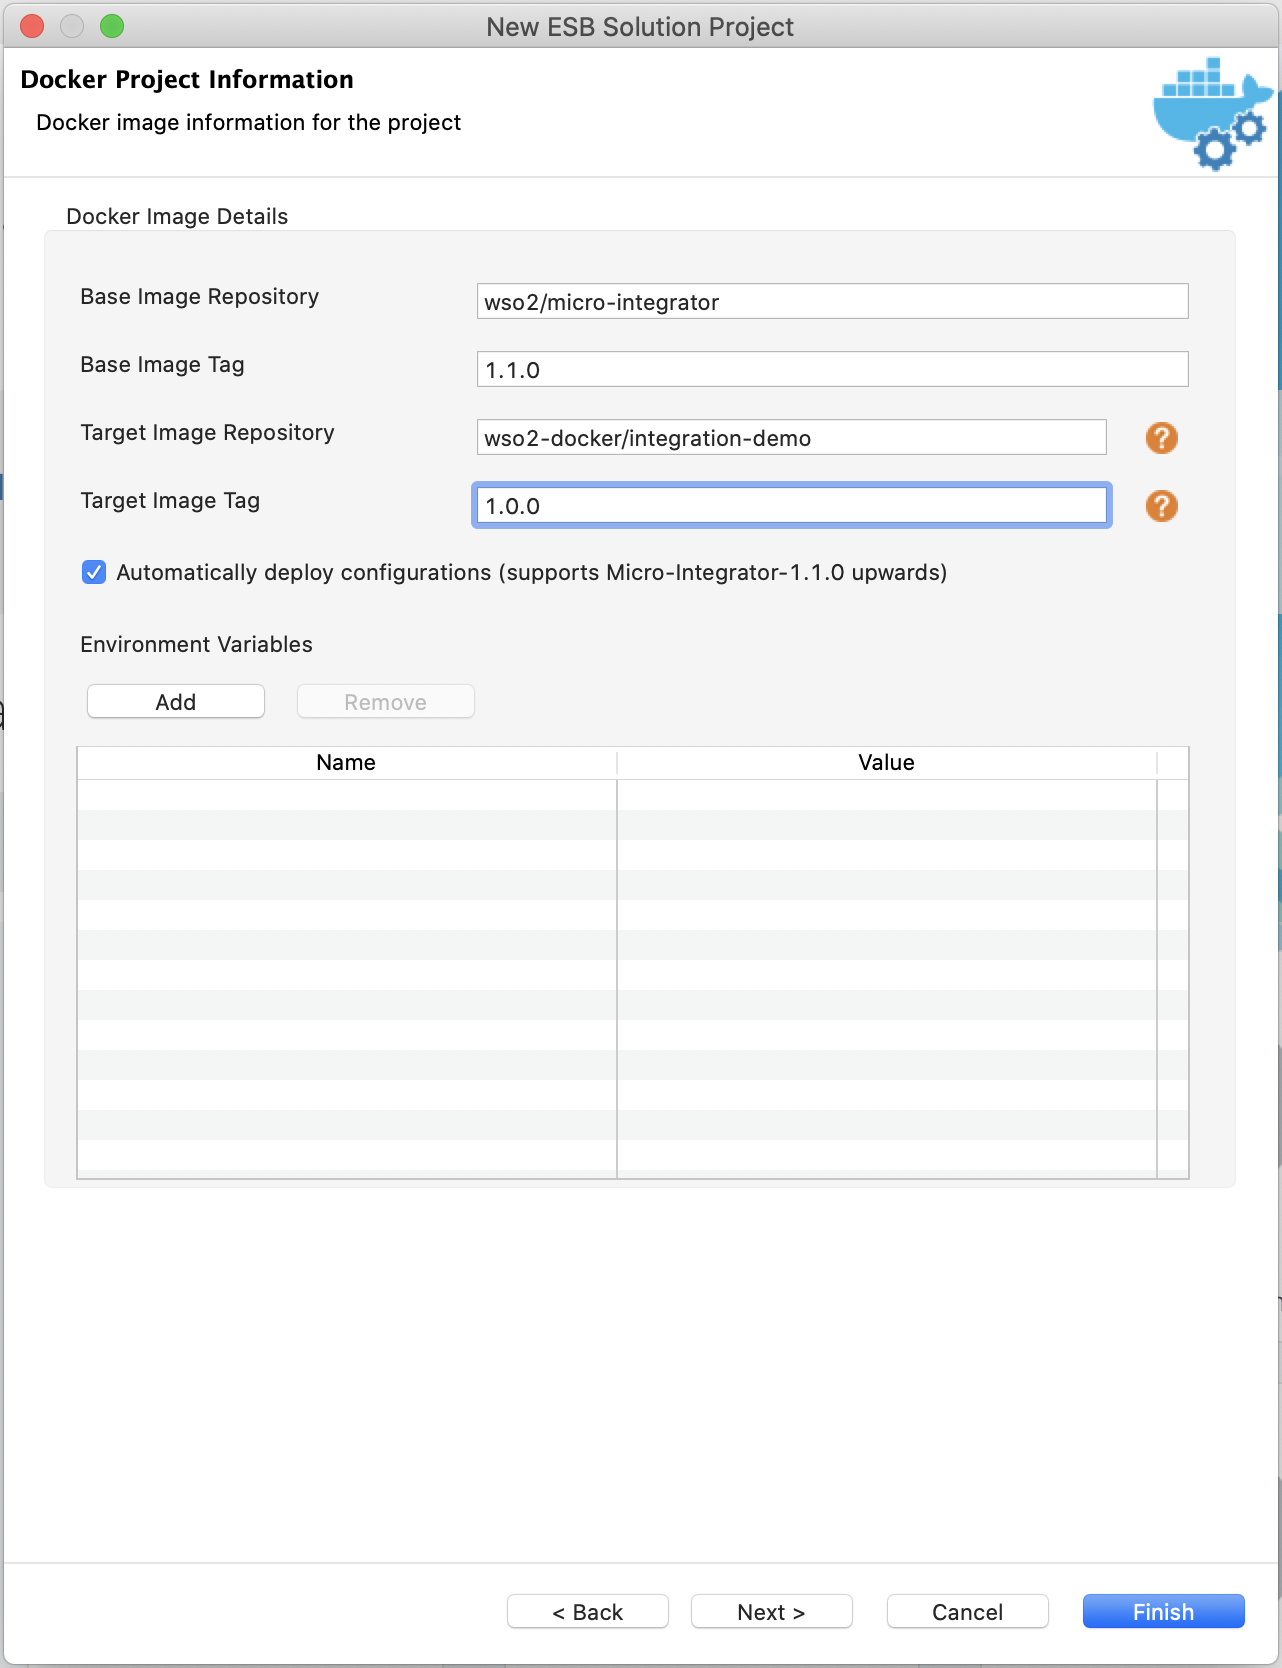 New ESB Solution Project
Docker Project Information
Docker image information for the project
Docker Image Details
Base Image Repository wso2/micro-integrator
Base Image Tag 1.1.0
Target Image Repository wso2-docker/integration-demo ?
Target Image Tag 1.0.0 ?
Automatically deploy configurations (supports Micro-Integrator-1.1.0 upwards)
Environment Variables
Add Remove
Name Value
< Back Next > Cancel Finish